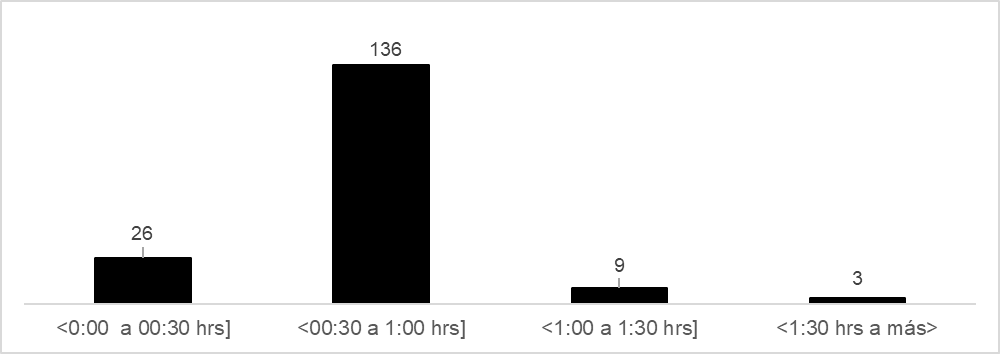 136
26
9
3
<0:00  a 00:30 hrs]
<00:30 a 1:00 hrs]
<1:00 a 1:30 hrs]
<1:30 hrs a más>